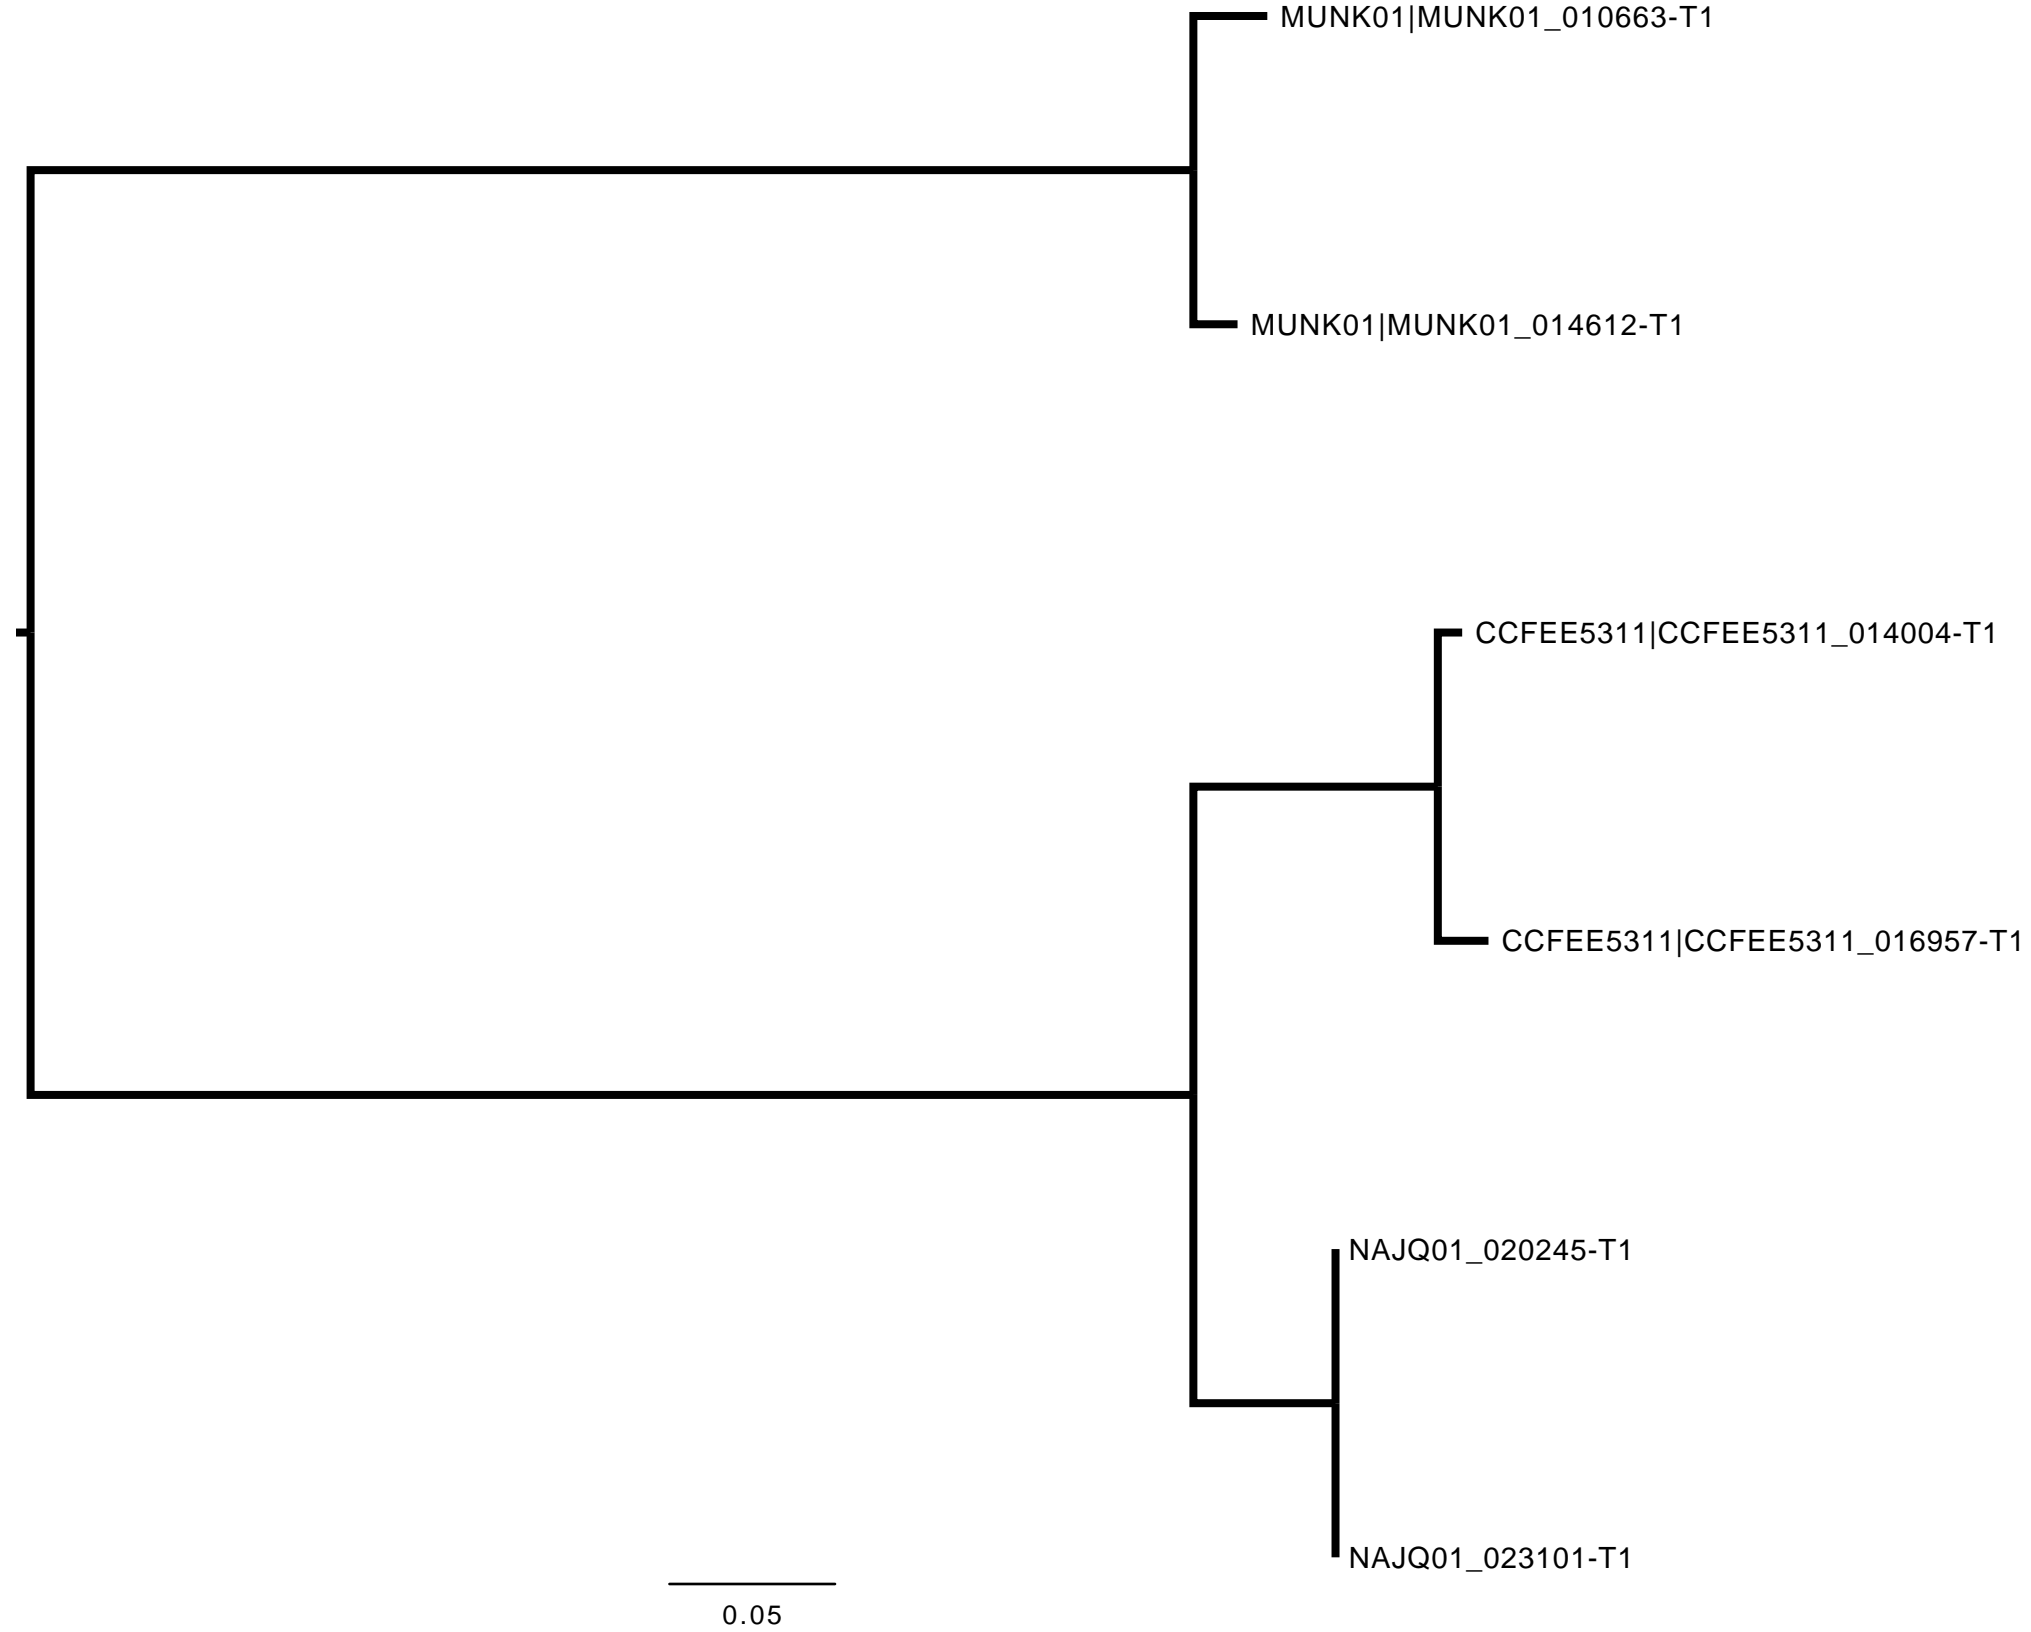 MUNK01|MUNK01_010663-T1
MUNK01|MUNK01_014612-T1
CCFEE5311|CCFEE5311_014004-T1
CCFEE5311|CCFEE5311_016957-T1
NAJQ01_020245-T1
NAJQ01_023101-T1
0.05